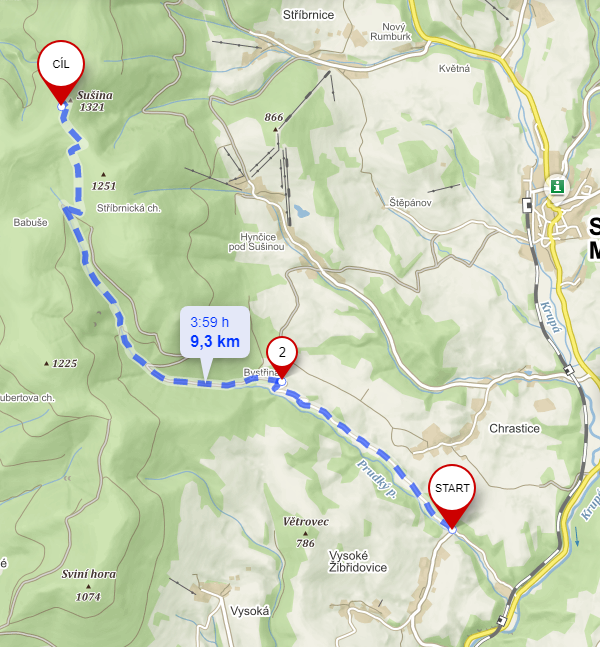 Stříbrnice
Nový
Rumburk
Květná
CÍL
Sušina
1321
866
1251
Stříbrnická ch.
Štěpánov
Babuše
Hynčice
pod Sušinou
S
M
Krupá
3:59 h
9,3 km
2
Bystřina
1225
ubertova ch.
Chrastice
Prudký p.
START
Krupá
Větrovec
786
Vysoké
Žibřidovice
é
Sviní hora
1074
Vysoká